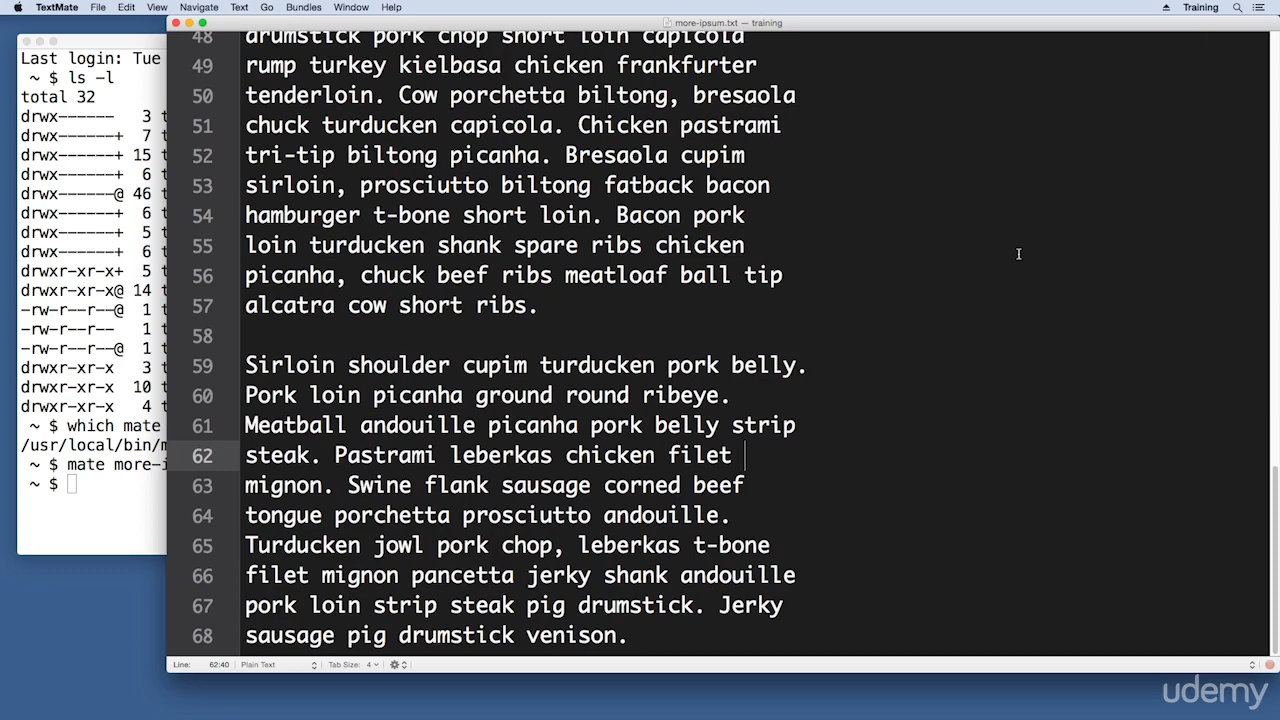 TextMate File Edit View Navigate Text Go Bundles Window Help Training
more-ipsum.txt — training
Last login: Tue
~ $ ls -l
total 32
drwx------ 3
drwx------+ 7
drwx------+ 15
drwx------+ 6
drwx------@ 46
drwx------+ 6
drwx------+ 5
drwx------+ 6
drwxr-xr-x+ 5
drwxr-xr-x@ 14
-rw-r--r--@ 1
-rw-r--r-- 1
-rw-r--r--@ 1
drwxr-xr-x 3
drwxr-xr-x 10
drwxr-xr-x 4
~ $ which mate
/usr/local/bin/
~ $ mate more-
~ $
48 drumstick pork chop short loin capicola
49 rump turkey kielbasa chicken frankfurter
50 tenderloin. Cow porchetta biltong, bresaola
51 chuck turducken capicola. Chicken pastrami
52 tri-tip biltong picanha. Bresaola cupim
53 sirloin, prosciutto biltong fatback bacon
54 hamburger t-bone short loin. Bacon pork
55 loin turducken shank spare ribs chicken
56 picanha, chuck beef ribs meatloaf ball tip
57 alcatra cow short ribs.
58
59 Sirloin shoulder cupim turducken pork belly.
60 Pork loin picanha ground round ribeye.
61 Meatball andouille picanha pork belly strip
62 steak. Pastrami leberkas chicken filet
63 mignon. Swine flank sausage corned beef
64 tongue porchetta prosciutto andouille.
65 Turducken jowl pork chop, leberkas t-bone
66 filet mignon pancetta jerky shank andouille
67 pork loin strip steak pig drumstick. Jerky
68 sausage pig drumstick venison.
Line: 62:40 Plain Text Tab Size: 4
udemy